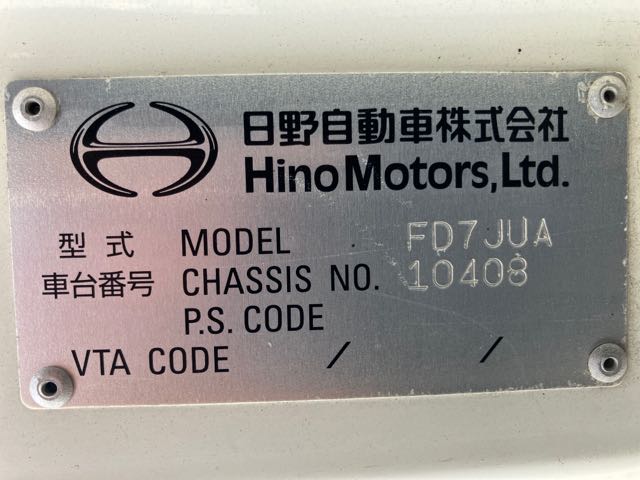 日野自動車株式会社
Hino Motors, Ltd.
型式 MODEL FD7JUA
車台番号 CHASSIS NO. 10408
P.S. CODE
VTA CODE / /